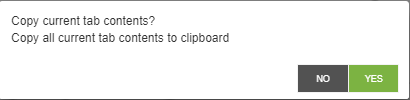 Copy current tab contents?
Copy all current tab contents to clipboard
NO YES